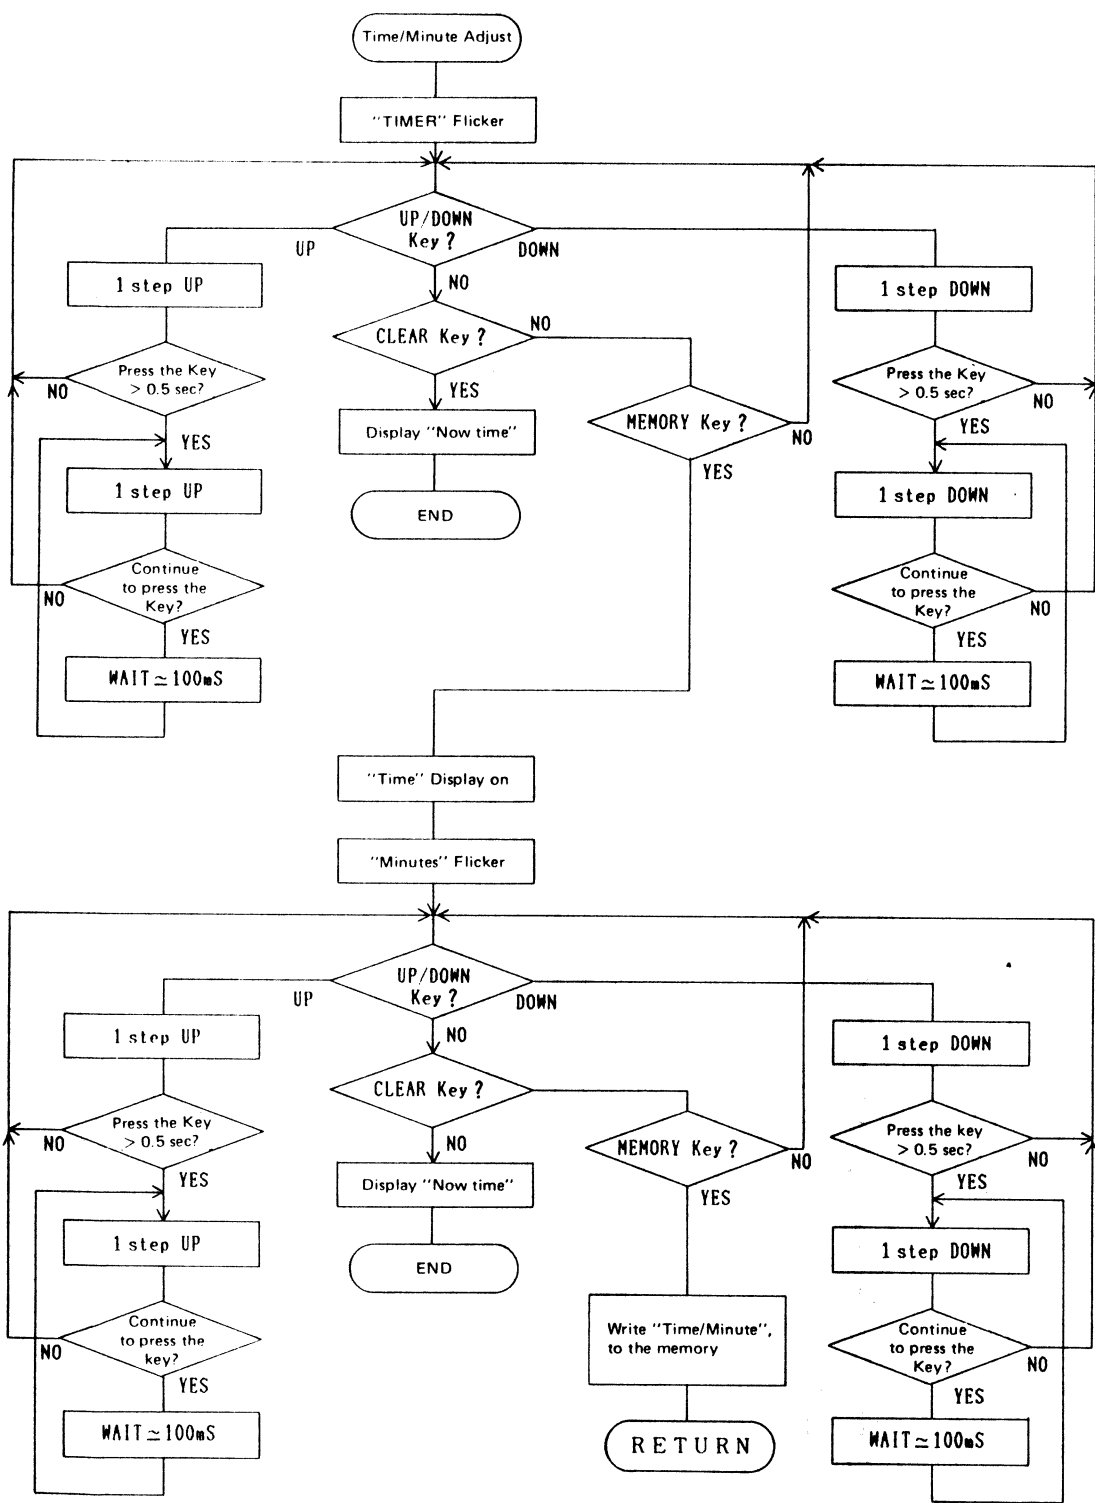 Time/Minute Adjust
"TIMER" Flicker
UP/DOWN
Key?
UP
DOWN
NO
1 step UP
1 step DOWN
CLEAR Key?
NO
YES
Press the Key
> 0.5 sec?
NO
YES
Press the Key
> 0.5 sec?
NO
YES
Display "Now time"
MEMORY Key?
NO
YES
1 step UP
1 step DOWN
END
Continue
to press the
Key?
NO
YES
Continue
to press the
Key?
NO
YES
WAIT≃100mS
WAIT≃100mS
"Time" Display on
"Minutes" Flicker
UP/DOWN
Key?
UP
DOWN
NO
1 step UP
1 step DOWN
CLEAR Key?
NO
Press the Key
> 0.5 sec?
NO
YES
MEMORY Key?
NO
YES
Press the key
> 0.5 sec?
NO
YES
Display "Now time"
1 step UP
1 step DOWN
END
Continue
to press the
key?
NO
YES
Write "Time/Minute",
to the memory
Continue
to press the
Key?
NO
YES
WAIT≃100mS
RETURN
WAIT≃100mS